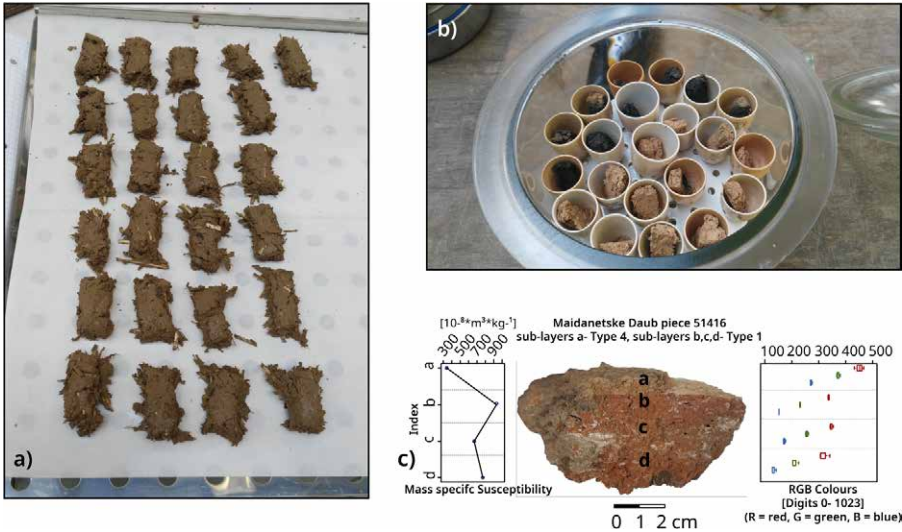 a)
b)
c)
[10-⁸*m³*kg-¹]
300 500 700 900
Index
a
b
c
d
Mass specifc Susceptibility
Maidanetske Daub piece 51416
sub-layers a- Type 4, sub-layers b,c,d- Type 1
a
b
c
d
0 1 2 cm
100 200 300 400 500
RGB Colours
[Digits 0- 1023]
(R = red, G = green, B = blue)